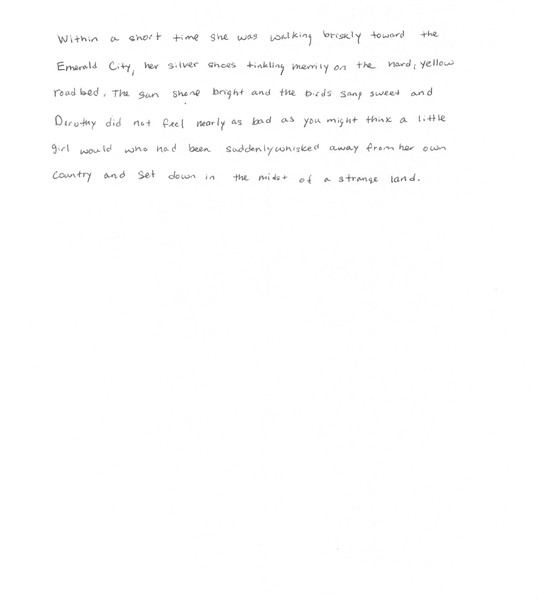 Within a short time she was walking briskly toward the
Emerald City, her silver shoes tinkling merrily on the hard, yellow
roadbed. The sun shone bright and the birds sang sweet and
Dorothy did not feel nearly as bad as you might think a little
girl would who had been suddenly whisked away from her own
country and set down in the midst of a strange land.